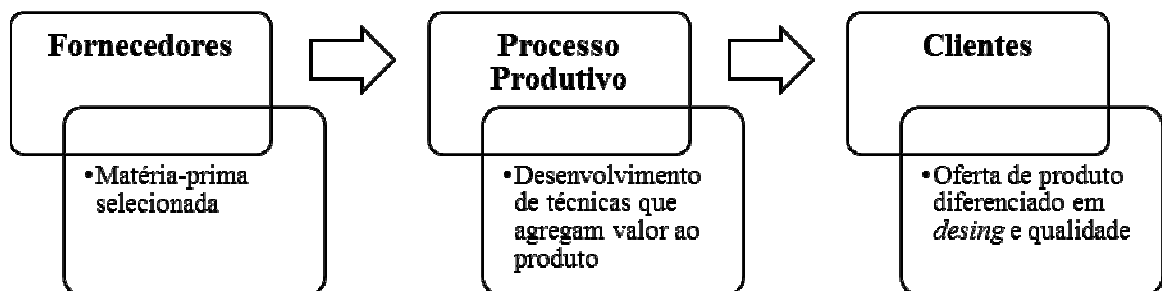 Fornecedores
•Matéria-prima
selecionada
Processo
Produtivo
•Desenvolvimento
de técnicas que
agregam valor ao
produto
Clientes
•Oferta de produto
diferenciado em
desing e qualidade